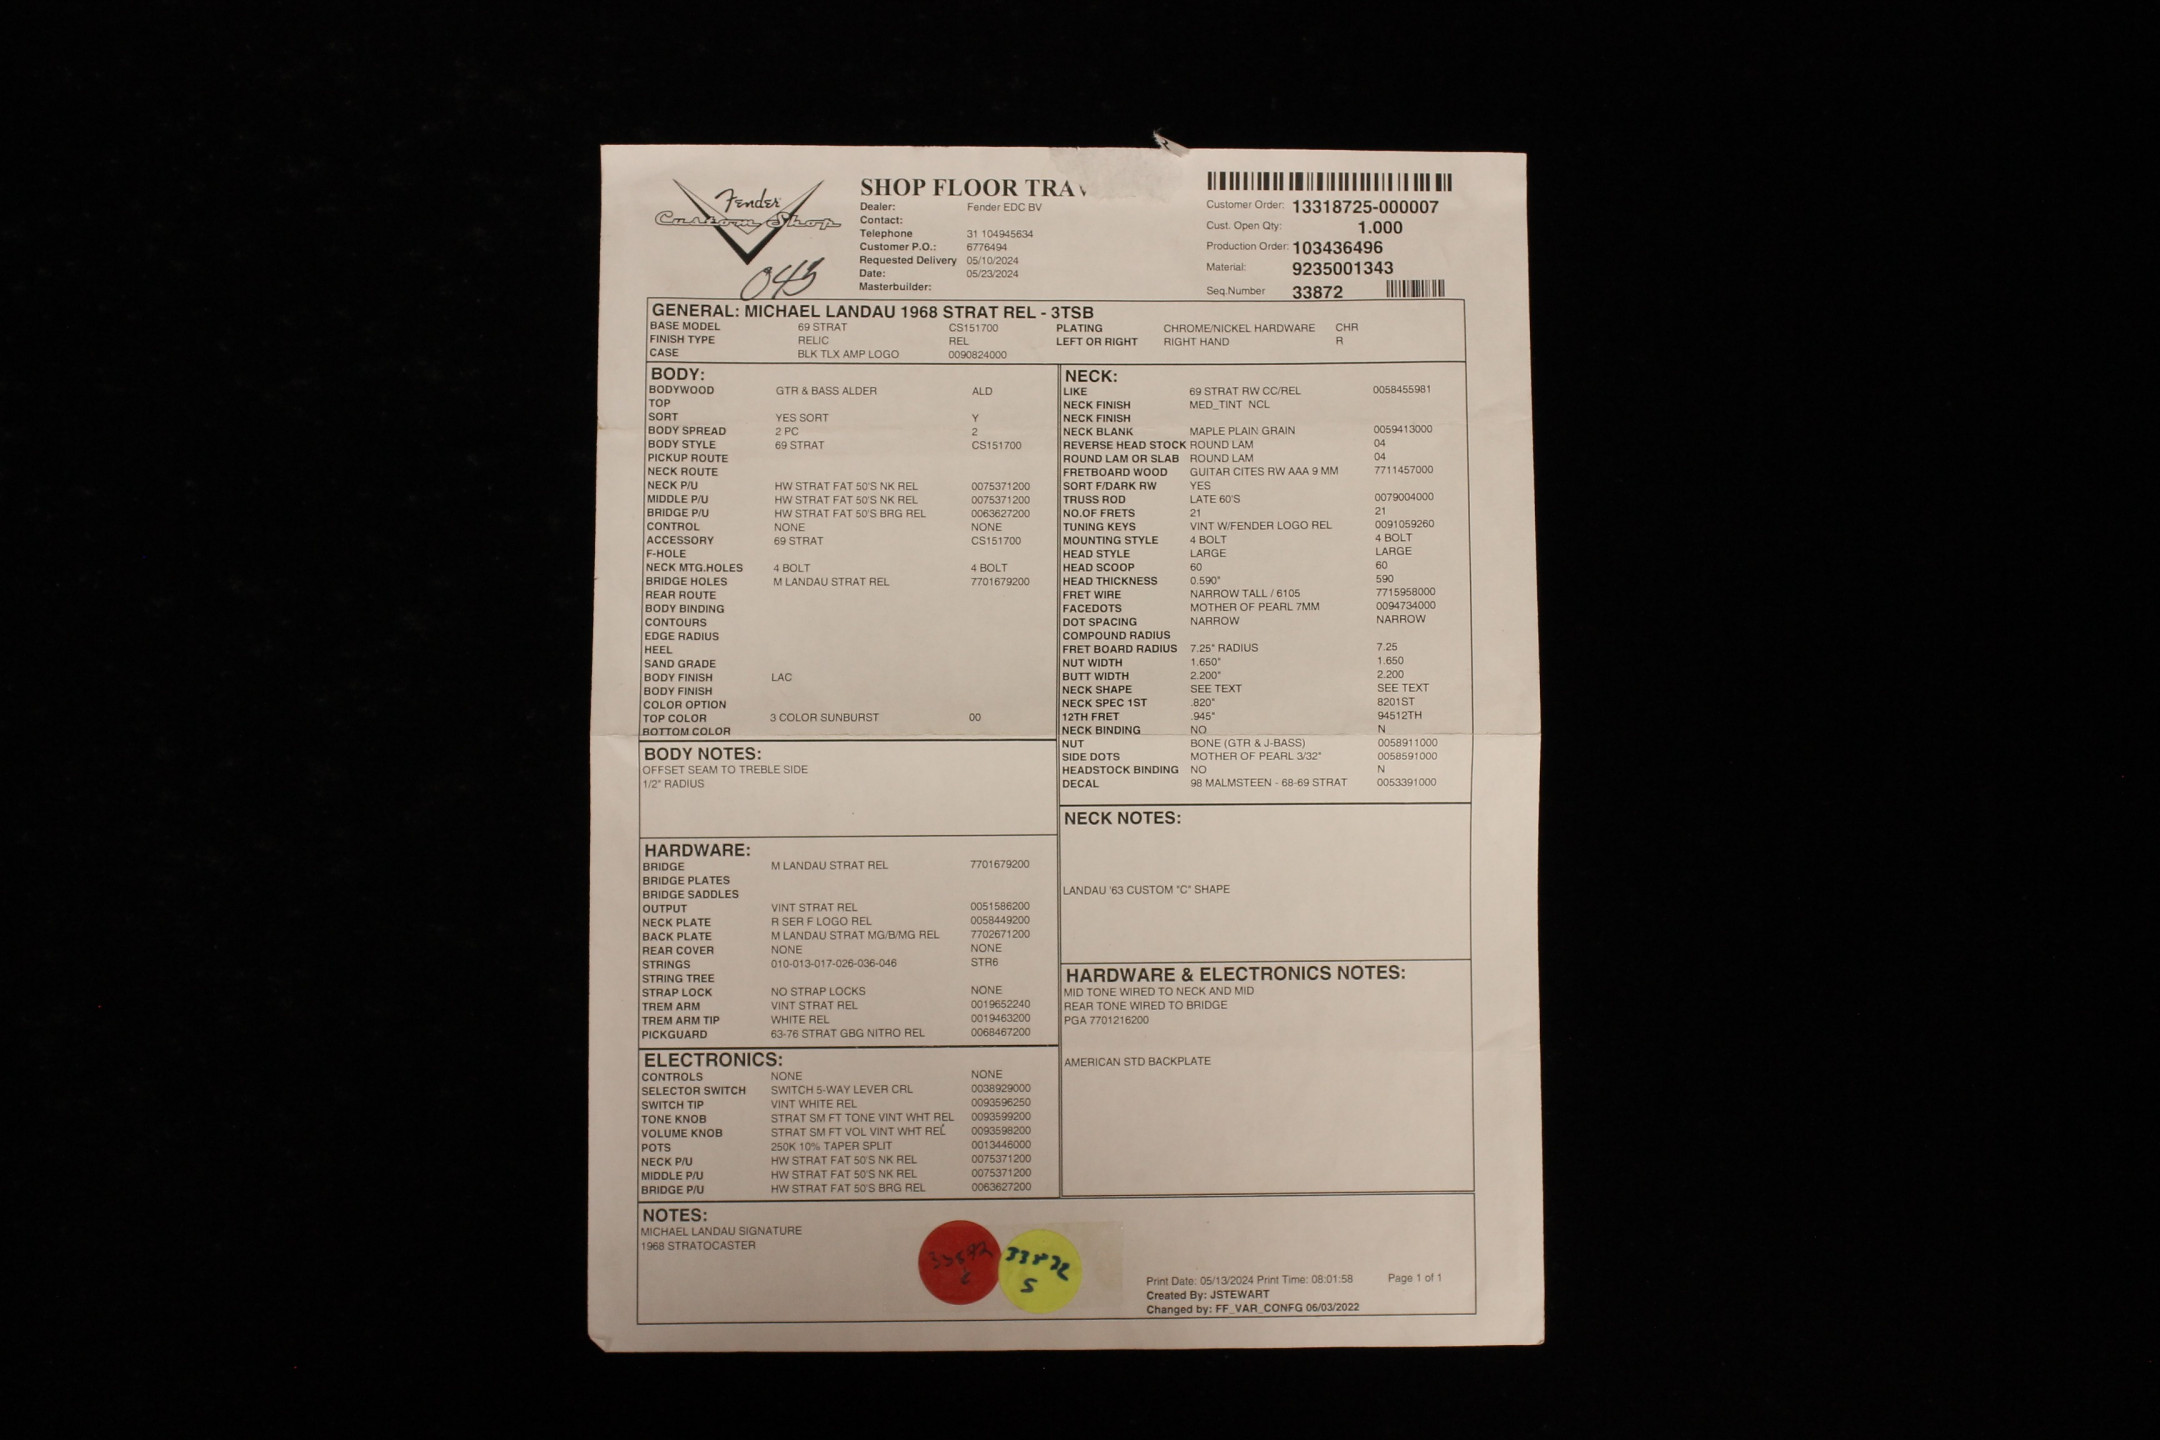 Fender
Custom Shop
045
SHOP FLOOR TRAV
Dealer: Fender EDC BV
Contact:
Telephone 31 104945634
Customer P.O.: 6776494
Requested Delivery 05/10/2024
Date: 05/23/2024
Masterbuilder:
Customer Order: 13318725-000007
Cust. Open Qty: 1.000
Production Order: 103436496
Material: 9235001343
Seq.Number 33872
GENERAL: MICHAEL LANDAU 1968 STRAT REL - 3TSB
BASE MODEL 69 STRAT CS151700 PLATING CHROME/NICKEL HARDWARE CHR
FINISH TYPE RELIC REL LEFT OR RIGHT RIGHT HAND R
CASE BLK TLX AMP LOGO 0090824000
BODY:
BODYWOOD GTR & BASS ALDER ALD
TOP
SORT YES SORT Y
BODY SPREAD 2 PC 2
BODY STYLE 69 STRAT CS151700
PICKUP ROUTE
NECK ROUTE
NECK P/U HW STRAT FAT 50'S NK REL 0075371200
MIDDLE P/U HW STRAT FAT 50'S NK REL 0075371200
BRIDGE P/U HW STRAT FAT 50'S BRG REL 0063627200
CONTROL NONE NONE
ACCESSORY 69 STRAT CS151700
F-HOLE
NECK MTG.HOLES 4 BOLT 4 BOLT
BRIDGE HOLES M LANDAU STRAT REL 7701679200
REAR ROUTE
BODY BINDING
CONTOURS
EDGE RADIUS
HEEL
SAND GRADE
BODY FINISH LAC
BODY FINISH
COLOR OPTION
TOP COLOR 3 COLOR SUNBURST 00
BOTTOM COLOR
BODY NOTES:
OFFSET SEAM TO TREBLE SIDE
1/2" RADIUS
HARDWARE:
BRIDGE M LANDAU STRAT REL 7701679200
BRIDGE PLATES
BRIDGE SADDLES
OUTPUT VINT STRAT REL 0051586200
NECK PLATE R SER F LOGO REL 0058449200
BACK PLATE M LANDAU STRAT MG/B/MG REL 7702671200
REAR COVER NONE NONE
STRINGS 010-013-017-026-036-046 STR6
STRING TREE
STRAP LOCK NO STRAP LOCKS NONE
TREM ARM VINT STRAT REL 0019652240
TREM ARM TIP WHITE REL 0019463200
PICKGUARD 63-76 STRAT GBG NITRO REL 0068467200
ELECTRONICS:
CONTROLS NONE NONE
SELECTOR SWITCH SWITCH 5-WAY LEVER CRL 0038929000
SWITCH TIP VINT WHITE REL 0093596250
TONE KNOB STRAT SM FT TONE VINT WHT REL 0093599200
VOLUME KNOB STRAT SM FT VOL VINT WHT REL 0093598200
POTS 250K 10% TAPER SPLIT 0013446000
NECK P/U HW STRAT FAT 50'S NK REL 0075371200
MIDDLE P/U HW STRAT FAT 50'S NK REL 0075371200
BRIDGE P/U HW STRAT FAT 50'S BRG REL 0063627200
NECK:
LIKE 69 STRAT RW CC/REL 0058455981
NECK FINISH MED_TINT NCL
NECK FINISH
NECK BLANK MAPLE PLAIN GRAIN 0059413000
REVERSE HEAD STOCK ROUND LAM 04
ROUND LAM OR SLAB ROUND LAM 04
FRETBOARD WOOD GUITAR CITES RW AAA 9 MM 7711457000
SORT F/DARK RW YES
TRUSS ROD LATE 60'S 0079004000
NO.OF FRETS 21 21
TUNING KEYS VINT W/FENDER LOGO REL 0091059260
MOUNTING STYLE 4 BOLT 4 BOLT
HEAD STYLE LARGE LARGE
HEAD SCOOP 60 60
HEAD THICKNESS 0.590" 590
FRET WIRE NARROW TALL / 6105 7715958000
FACEDOTS MOTHER OF PEARL 7MM 0094734000
DOT SPACING NARROW NARROW
COMPOUND RADIUS
FRET BOARD RADIUS 7.25" RADIUS 7.25
NUT WIDTH 1.650" 1.650
BUTT WIDTH 2.200" 2.200
NECK SHAPE SEE TEXT SEE TEXT
NECK SPEC 1ST .820" 8201ST
12TH FRET .945" 94512TH
NECK BINDING NO N
NUT BONE (GTR & J-BASS) 0058911000
SIDE DOTS MOTHER OF PEARL 3/32" 0058591000
HEADSTOCK BINDING NO N
DECAL 98 MALMSTEEN - 68-69 STRAT 0053391000
NECK NOTES:
LANDAU '63 CUSTOM "C" SHAPE
HARDWARE & ELECTRONICS NOTES:
MID TONE WIRED TO NECK AND MID
REAR TONE WIRED TO BRIDGE
PGA 7701216200
AMERICAN STD BACKPLATE
NOTES:
MICHAEL LANDAU SIGNATURE
1968 STRATOCASTER
33872
33872
S
Print Date: 05/13/2024 Print Time: 08:01:58 Page 1 of 1
Created By: JSTEWART
Changed by: FF_VAR_CONFG 06/03/2022